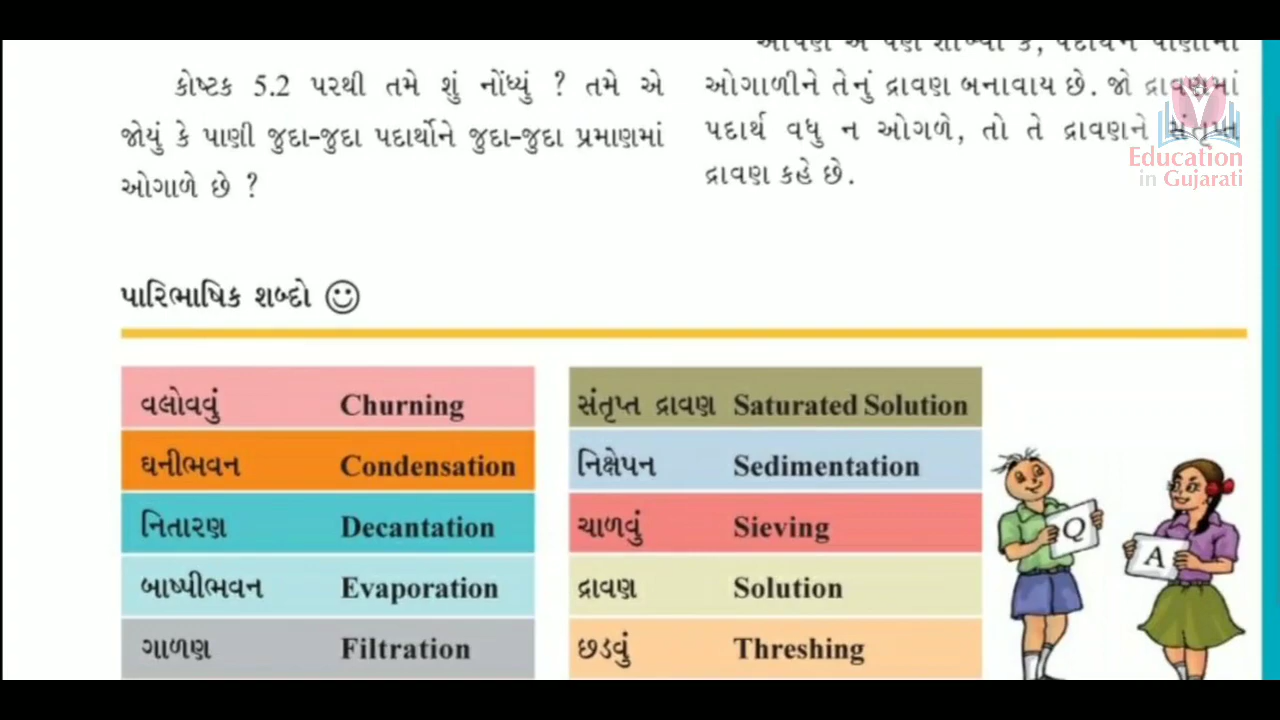 કોષ્ટક 5.2 પરથી તમે શું નોંધ્યું ? તમે એ
જોયું કે પાણી જુદા-જુદા પદાર્થોને જુદા-જુદા પ્રમાણમાં
ઓગાળે છે ?
ઓગાળીને તેનું દ્રાવણ બનાવાય છે. જો દ્રાવણમાં
પદાર્થ વધુ ન ઓગળે, તો તે દ્રાવણને સંતૃપ્ત
દ્રાવણ કહે છે.
Education
in Gujarati
પારિભાષિક શબ્દો
વલોવવું Churning
ઘનીભવન Condensation
નિતારણ Decantation
બાષ્પીભવન Evaporation
ગાળણ Filtration
સંતૃપ્ત દ્રાવણ Saturated Solution
નિક્ષેપન Sedimentation
ચાળવું Sieving
દ્રાવણ Solution
છડવું Threshing
Q
A